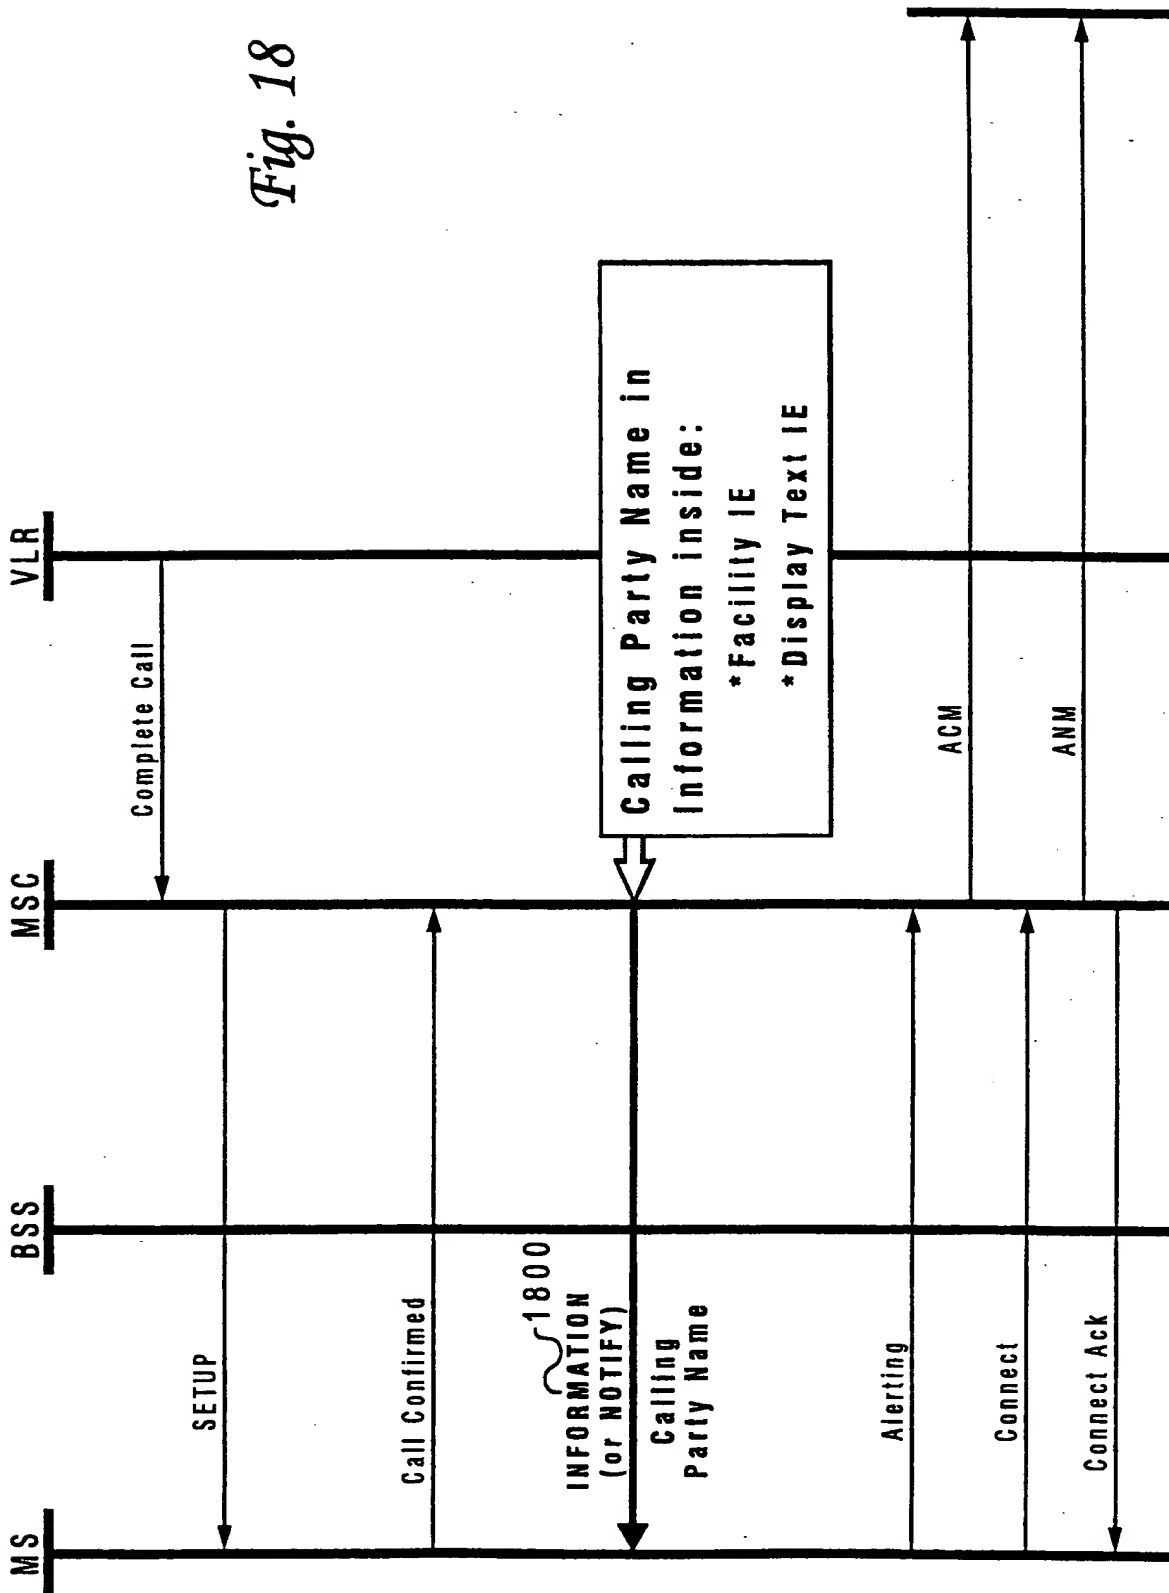 Fig. 18
MS
BSS
MSC
VLR
Complete Call
SETUP
Call Confirmed
1800
INFORMATION
(or NOTIFY)
Calling
Party Name
Calling Party Name in
Information inside:
*Facility IE
*Display Text IE
Alerting
ACM
Connect
ANM
Connect Ack